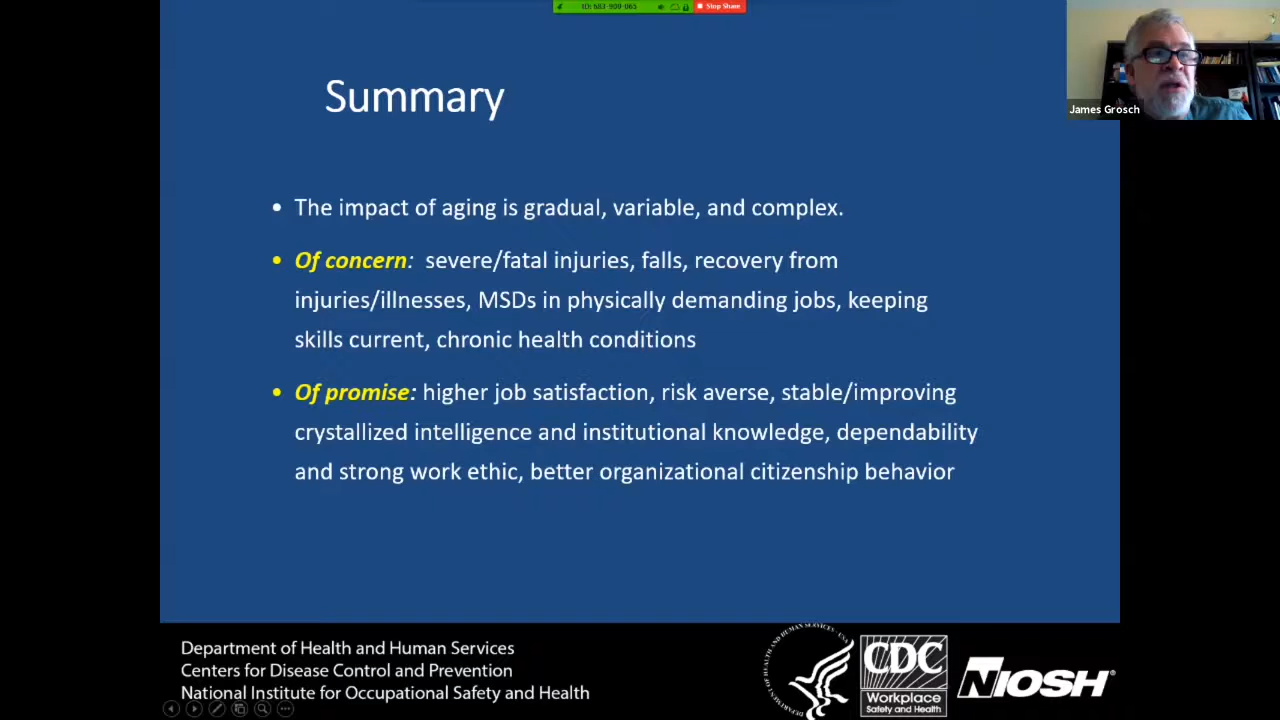 ID: 683-900-065
Stop Share
James Grosch
Summary
• The impact of aging is gradual, variable, and complex.
• Of concern: severe/fatal injuries, falls, recovery from
injuries/illnesses, MSDs in physically demanding jobs, keeping
skills current, chronic health conditions
• Of promise: higher job satisfaction, risk averse, stable/improving
crystallized intelligence and institutional knowledge, dependability
and strong work ethic, better organizational citizenship behavior
Department of Health and Human Services
Centers for Disease Control and Prevention
National Institute for Occupational Safety and Health
CDC
Workplace
Safety and Health
NIOSH®